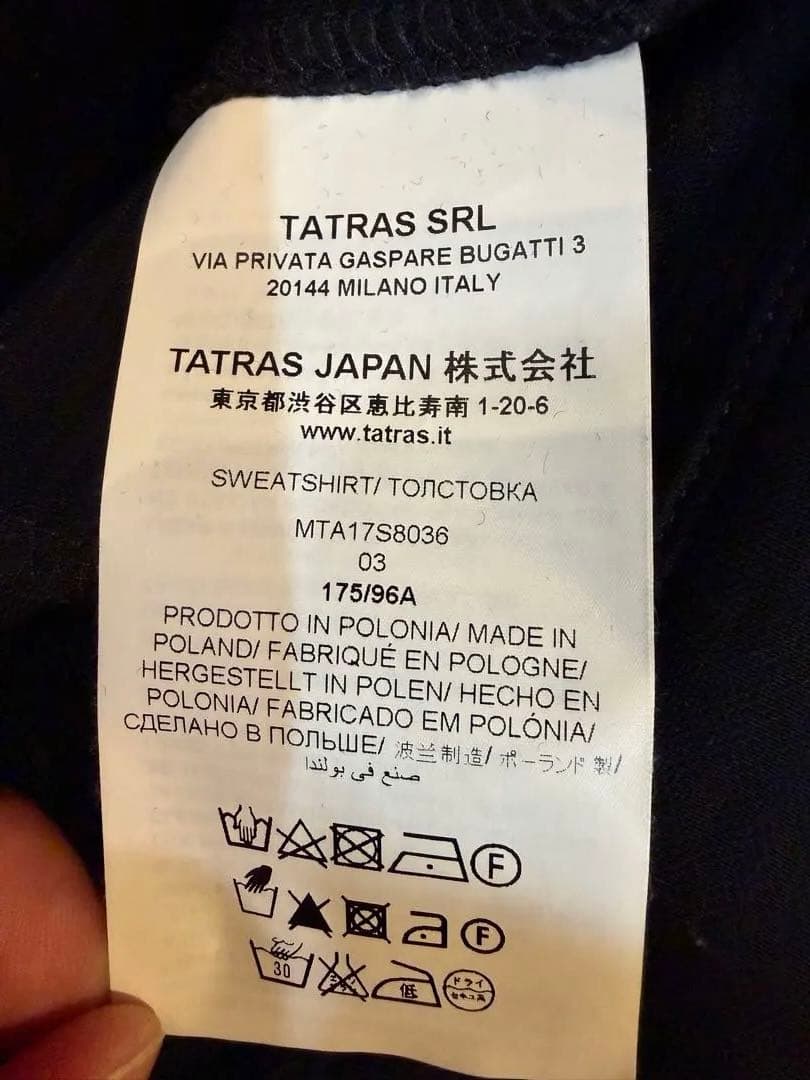 TATRAS SRL
VIA PRIVATA GASPARE BUGATTI 3
20144 MILANO ITALY
TATRAS JAPAN 株式会社
東京都渋谷区恵比寿南 1-20-6
www.tatras.it
SWEATSHIRT/ ТОЛСТОВКА
MTA17S8036
03
175/96A
PRODOTTO IN POLONIA/ MADE IN
POLAND/ FABRIQUÉ EN POLOGNE/
HERGESTELLT IN POLEN/ HECHO EN
POLONIA/ FABRICADO EM POLÓNIA/
СДЕЛАНО В ПОЛЬШЕ/ 波兰制造/ ポーランド 製/
صنع في بولندا
F
F
30 低 ドライ
セキユ系